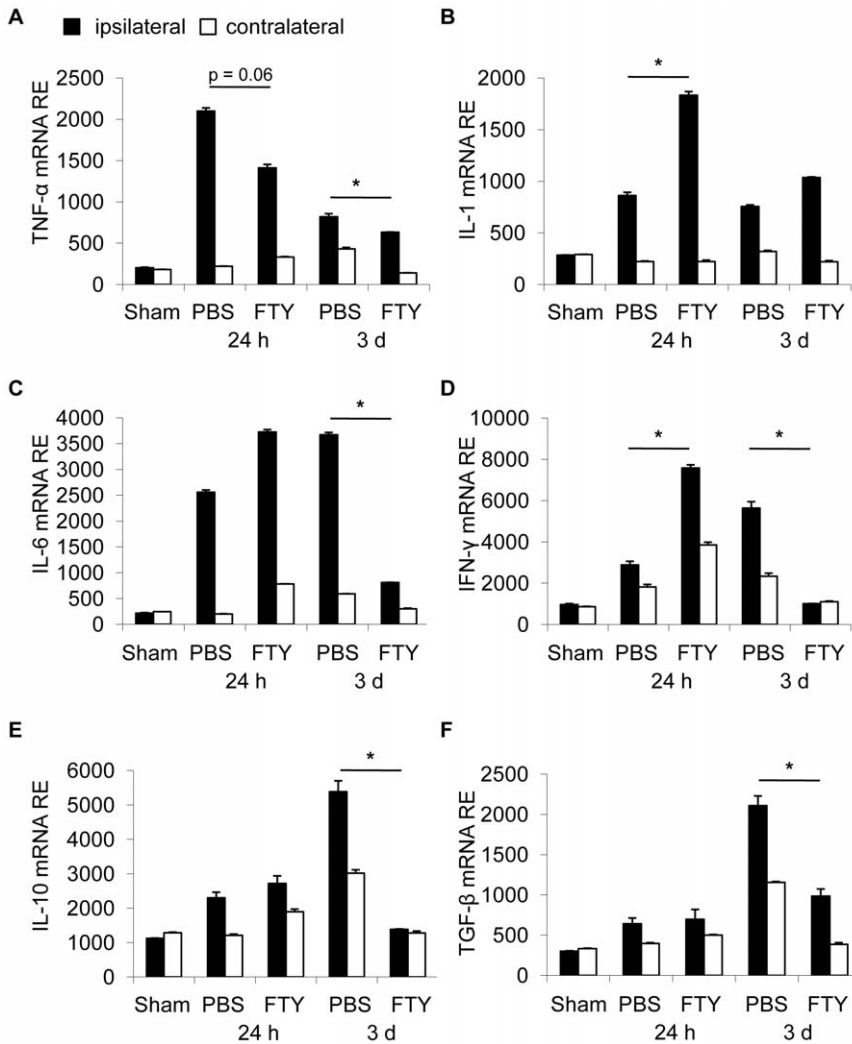 A
ipsilateral contralateral
p = 0.06
*
TNF-α mRNA RE
2500
2000
1500
1000
500
0
Sham PBS FTY PBS FTY
24 h 3 d
B
*
IL-1 mRNA RE
2000
1500
1000
500
0
Sham PBS FTY PBS FTY
24 h 3 d
C
*
IL-6 mRNA RE
4000
3500
3000
2500
2000
1500
1000
500
0
Sham PBS FTY PBS FTY
24 h 3 d
D
* *
IFN-γ mRNA RE
10000
8000
6000
4000
2000
0
Sham PBS FTY PBS FTY
24 h 3 d
E
*
IL-10 mRNA RE
6000
5000
4000
3000
2000
1000
0
Sham PBS FTY PBS FTY
24 h 3 d
F
*
TGF-β mRNA RE
2500
2000
1500
1000
500
0
Sham PBS FTY PBS FTY
24 h 3 d